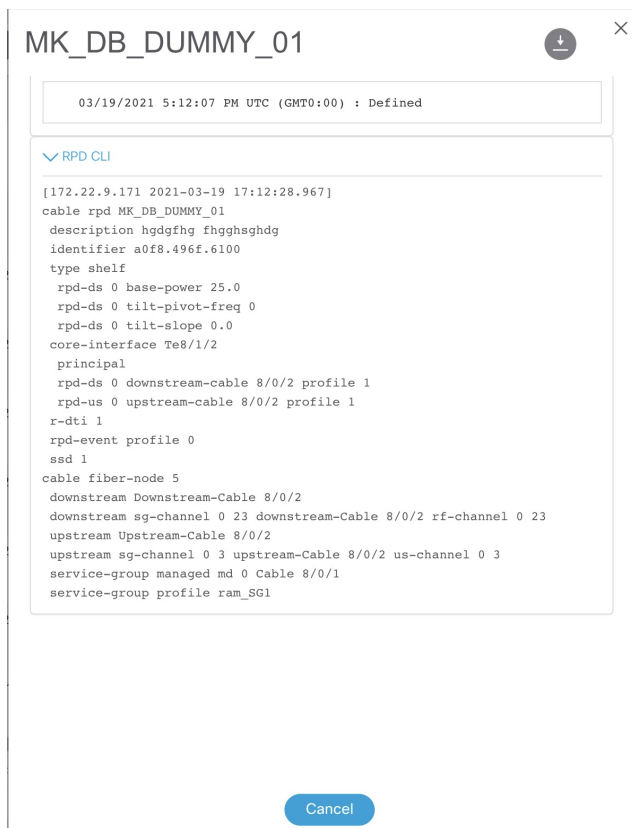 MK_DB_DUMMY_01
03/19/2021 5:12:07 PM UTC (GMT0:00) : Defined
RPD CLI
[172.22.9.171 2021-03-19 17:12:28.967]
cable rpd MK_DB_DUMMY_01
description hgdgfhg fhgghsghdg
identifier a0f8.496f.6100
type shelf
rpd-ds 0 base-power 25.0
rpd-ds 0 tilt-pivot-freq 0
rpd-ds 0 tilt-slope 0.0
core-interface Te8/1/2
principal
rpd-ds 0 downstream-cable 8/0/2 profile 1
rpd-us 0 upstream-cable 8/0/2 profile 1
r-dti 1
rpd-event profile 0
ssd 1
cable fiber-node 5
downstream Downstream-Cable 8/0/2
downstream sg-channel 0 23 downstream-Cable 8/0/2 rf-channel 0 23
upstream Upstream-Cable 8/0/2
upstream sg-channel 0 3 upstream-Cable 8/0/2 us-channel 0 3
service-group managed md 0 Cable 8/0/1
service-group profile ram_SG1
Cancel